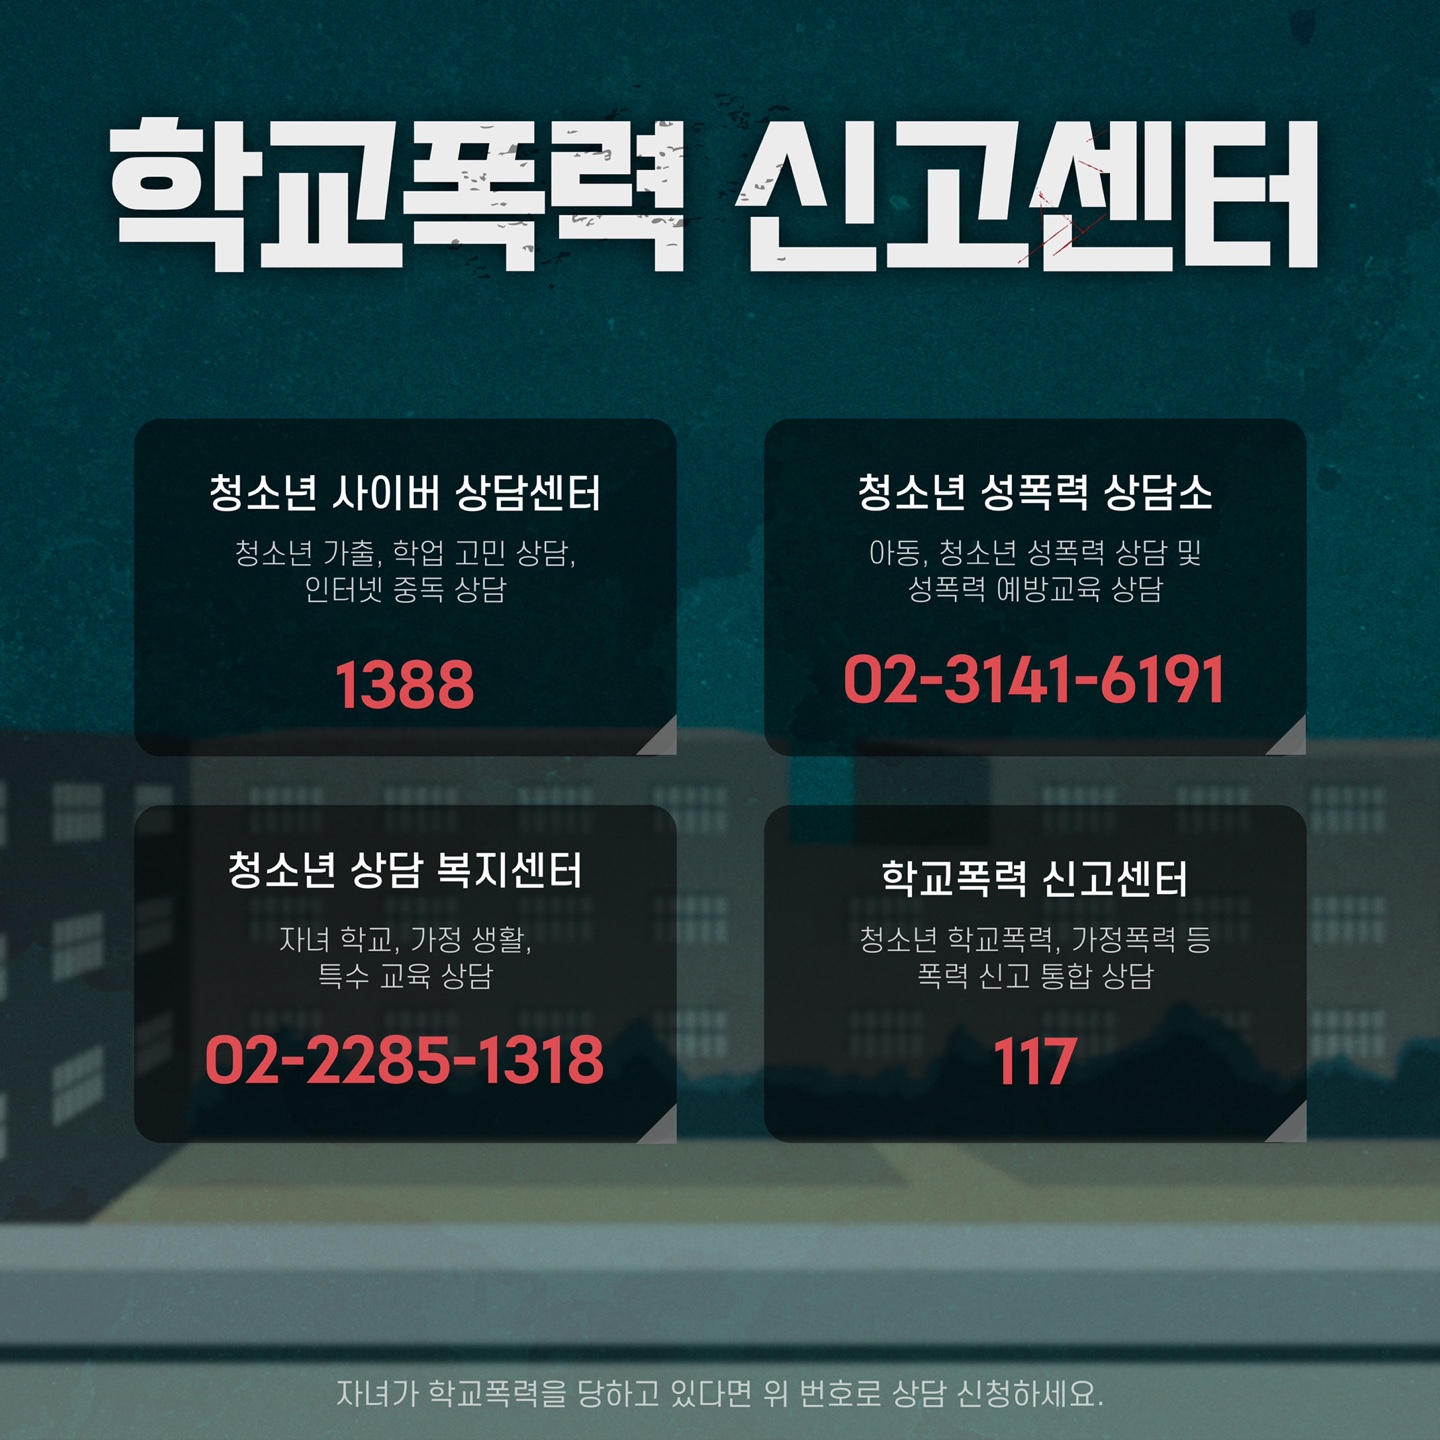 학교폭력 신고센터
청소년 사이버 상담센터
청소년 가출, 학업 고민 상담,
인터넷 중독 상담
1388
청소년 성폭력 상담소
아동, 청소년 성폭력 상담 및
성폭력 예방교육 상담
02-3141-6191
청소년 상담 복지센터
자녀 학교, 가정 생활,
특수 교육 상담
02-2285-1318
학교폭력 신고센터
청소년 학교폭력, 가정폭력 등
폭력 신고 통합 상담
117
자녀가 학교폭력을 당하고 있다면 위 번호로 상담 신청하세요.